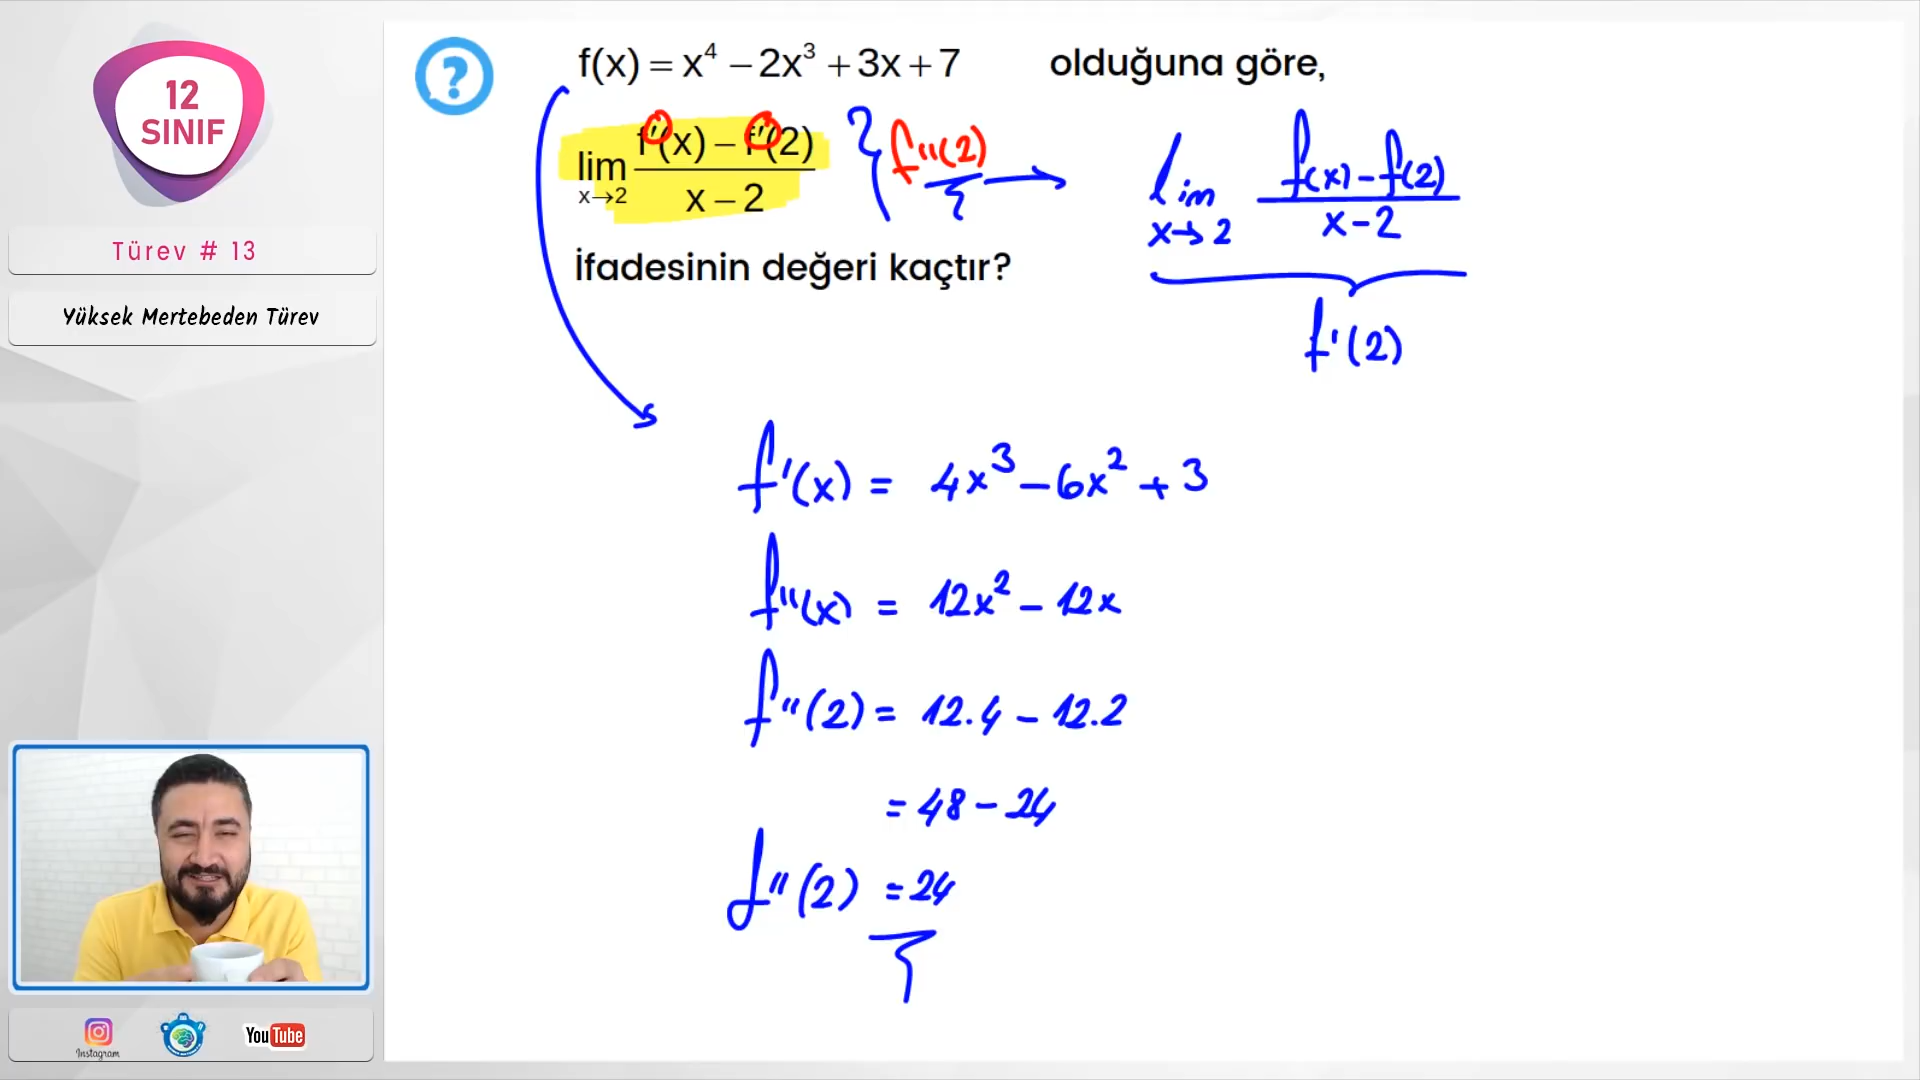 12
SINIF
Türev # 13
Yüksek Mertebeden Türev
f(x) = x⁴ − 2x³ + 3x + 7 olduğuna göre,
lim x→2 f'(x) − f'(2) / x − 2
f''(2)
lim x→2 f(x) − f(2) / x − 2
f'(2)
İfadesinin değeri kaçtır?
f'(x) = 4x³ − 6x² + 3
f''(x) = 12x² − 12x
f''(2) = 12.4 − 12.2
= 48 − 24
f''(2) = 24
Instagram
YouTube